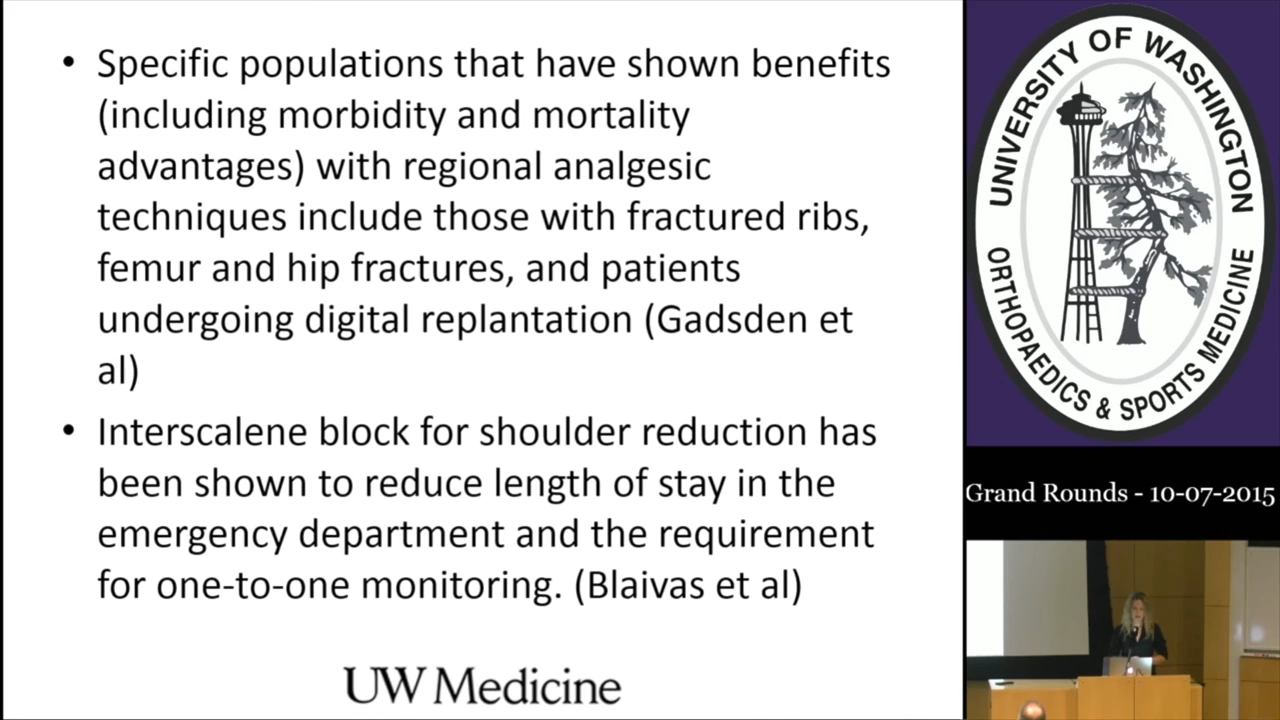 • Specific populations that have shown benefits
(including morbidity and mortality
advantages) with regional analgesic
techniques include those with fractured ribs,
femur and hip fractures, and patients
undergoing digital replantation (Gadsden et
al)
• Interscalene block for shoulder reduction has
been shown to reduce length of stay in the
emergency department and the requirement
for one-to-one monitoring. (Blaivas et al)
UW Medicine
UNIVERSITY OF WASHINGTON
ORTHOPAEDICS & SPORTS MEDICINE
Grand Rounds - 10-07-2015